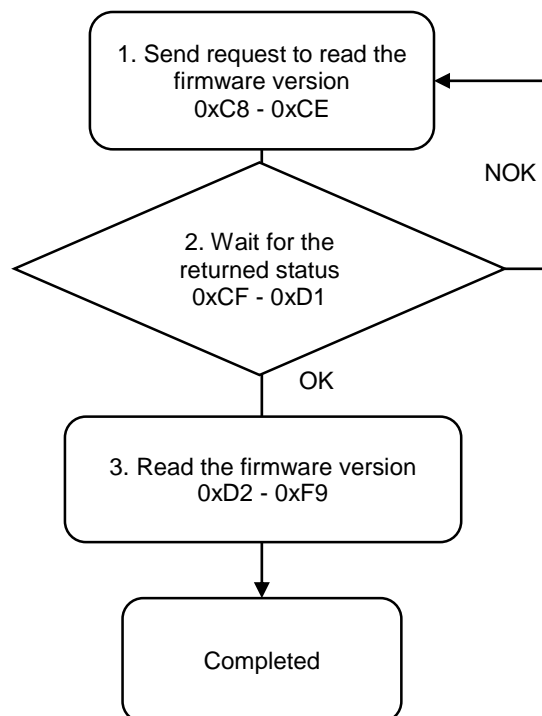 1. Send request to read the
firmware version
0xC8 - 0xCE
NOK
2. Wait for the
returned status
0xCF - 0xD1
OK
3. Read the firmware version
0xD2 - 0xF9
Completed